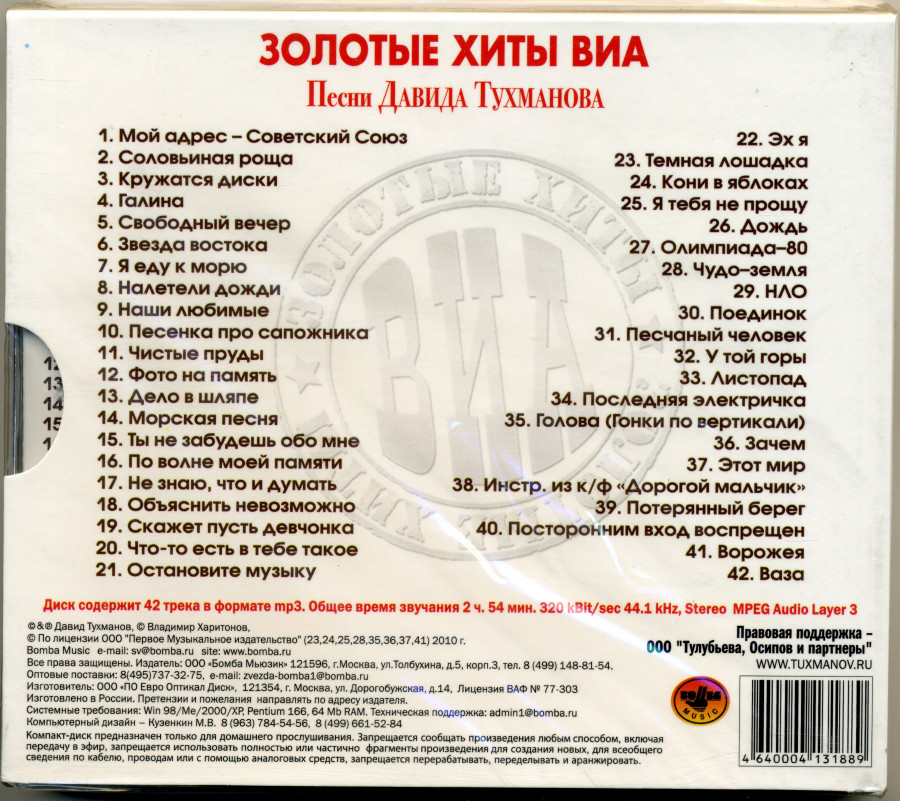 ЗОЛОТЫЕ ХИТЫ ВИА
Песни Давида Тухманова
1. Мой адрес – Советский Союз
2. Соловьиная роща
3. Кружатся диски
4. Галина
5. Свободный вечер
6. Звезда востока
7. Я еду к морю
8. Налетели дожди
9. Наши любимые
10. Песенка про сапожника
11. Чистые пруды
12. Фото на память
13. Дело в шляпе
14. Морская песня
15. Ты не забудешь обо мне
16. По волне моей памяти
17. Не знаю, что и думать
18. Объяснить невозможно
19. Скажет пусть девчонка
20. Что-то есть в тебе такое
21. Остановите музыку
22. Эх я
23. Темная лошадка
24. Кони в яблоках
25. Я тебя не прощу
26. Дождь
27. Олимпиада–80
28. Чудо–земля
29. НЛО
30. Поединок
31. Песчаный человек
32. У той горы
33. Листопад
34. Последняя электричка
35. Голова (Гонки по вертикали)
36. Зачем
37. Этот мир
38. Инстр. из к/ф «Дорогой мальчик»
39. Потерянный берег
40. Посторонним вход воспрещен
41. Ворожея
42. Ваза
ЗОЛОТЫЕ ХИТЫ
ВИА
12
13
14
15
Диск содержит 42 трека в формате mp3. Общее время звучания 2 ч. 54 мин. 320 kBit/sec 44.1 kHz, Stereo MPEG Audio Layer 3
©&℗ Давид Тухманов, © Владимир Харитонов,
© По лицензии ООО "Первое Музыкальное издательство" (23,24,25,28,35,36,37,41) 2010 г.
Bomba Music e-mail: sv@bomba.ru site: www.bomba.ru
Все права защищены. Издатель: ООО «Бомба Мьюзик» 121596, г.Москва, ул.Толбухина, д.5, корп.3, тел. 8 (499) 148-81-54.
Оптовые продажи: 8(495)737-32-75, e-mail: zvezda-bomba1@bomba.ru
Изготовитель: ООО «ПО Евро Оптикал Диск», 121354, г. Москва, ул. Дорогобужская, д.14, Лицензия ВАФ № 77-303
Изготовлено в России. Претензии и пожелания направлять по адресу издателя.
Системные требования: Win 98/Me/2000/XP, Pentium 166, 64 Mb RAM. Техническая поддержка: admin1@bomba.ru
Компьютерный дизайн – Кузенкин М.В. 8 (963) 784-54-56, 8 (499) 661-52-84
Компакт-диск предназначен только для домашнего прослушивания. Запрещается сообщать произведения любым способом, включая
передачу в эфир, запрещается использовать полностью или частично фрагменты произведения для создания новых, для всеобщего
сведения по кабелю, проводам или с помощью аналоговых средств, запрещается перерабатывать, переделывать и аранжировать.
Правовая поддержка –
ООО "Тулубьева, Осипов и партнеры"
WWW.TUXMANOV.RU
BOMBA
MUSIC
4 640004 131889